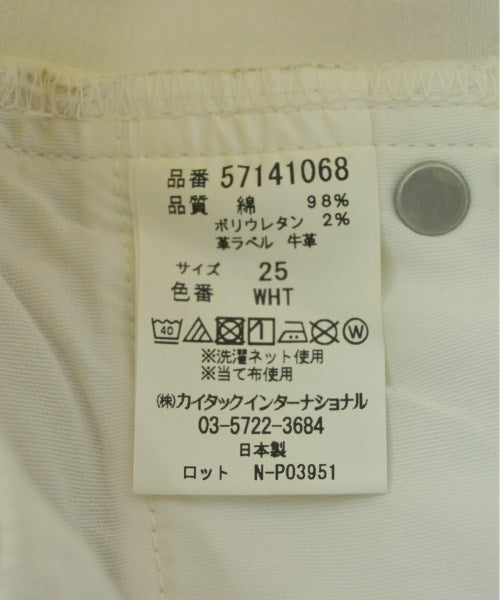 品番 57141068
品質 綿 98%
ポリウレタン 2%
革ラベル 牛革
サイズ 25
色番 WHT
40 W
※洗濯ネット使用
※当て布使用
㈱カイタックインターナショナル
03-5722-3684
日本製
ロット N-P03951